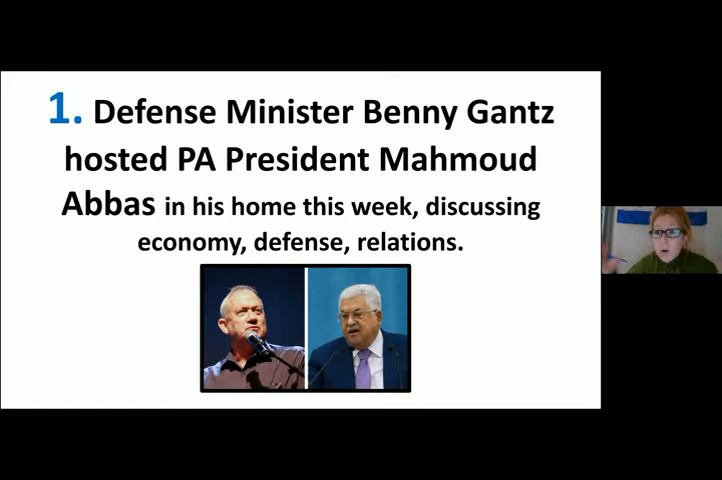 1. Defense Minister Benny Gantz
hosted PA President Mahmoud
Abbas in his home this week, discussing
economy, defense, relations.